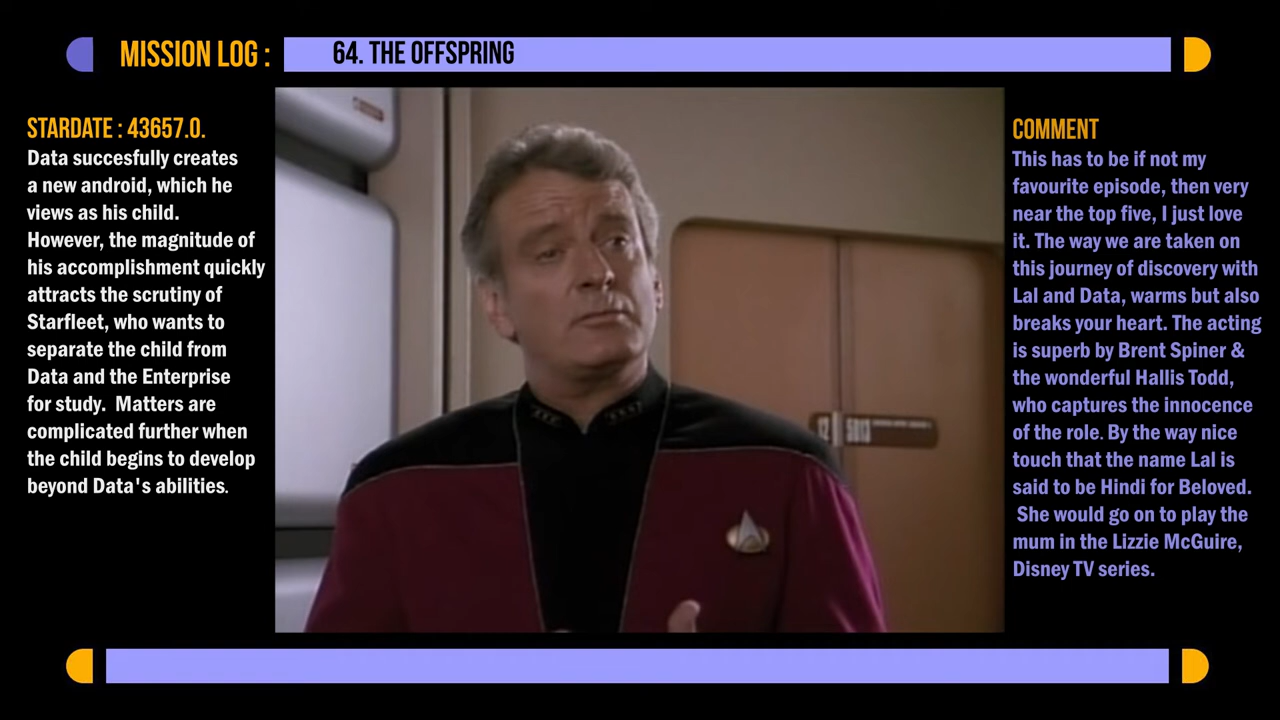 MISSION LOG : 64. THE OFFSPRING
STARDATE : 43657.0.
Data succesfully creates
a new android, which he
views as his child.
However, the magnitude of
his accomplishment quickly
attracts the scrutiny of
Starfleet, who wants to
separate the child from
Data and the Enterprise
for study.  Matters are
complicated further when
the child begins to develop
beyond Data's abilities.
12 5013
COMMENT
This has to be if not my
favourite episode, then very
near the top five, I just love
it. The way we are taken on
this journey of discovery with
Lal and Data, warms but also
breaks your heart. The acting
is superb by Brent Spiner &
the wonderful Hallis Todd,
who captures the innocence
of the role. By the way nice
touch that the name Lal is
said to be Hindi for Beloved.
She would go on to play the
mum in the Lizzie McGuire,
Disney TV series.